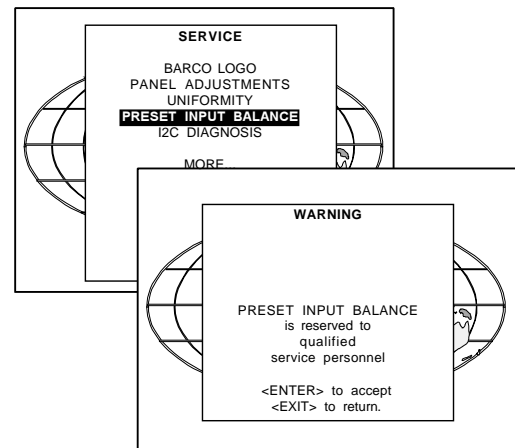 SERVICE
BARCO LOGO
PANEL ADJUSTMENTS
UNIFORMITY
PRESET INPUT BALANCE
I2C DIAGNOSIS
MORE...
WARNING
PRESET INPUT BALANCE
is reserved to
qualified
service personnel
<ENTER> to accept
<EXIT> to return.